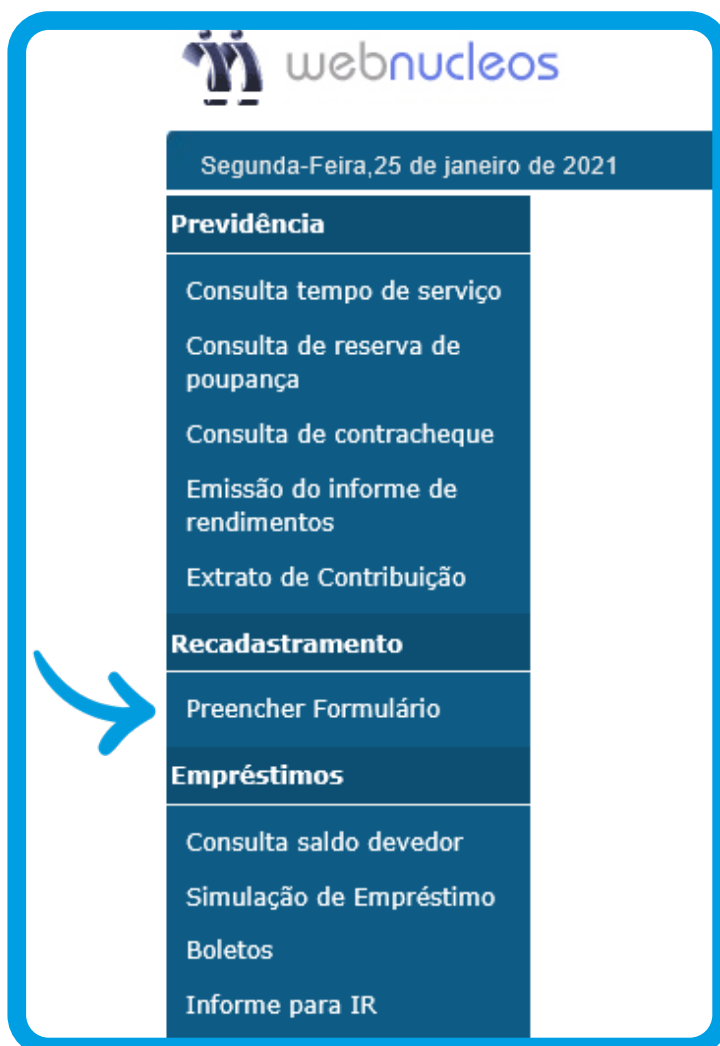 webnucleos
Segunda-Feira,25 de janeiro de 2021
Previdência
Consulta tempo de serviço
Consulta de reserva de
poupança
Consulta de contracheque
Emissão do informe de
rendimentos
Extrato de Contribuição
Recadastramento
Preencher Formulário
Empréstimos
Consulta saldo devedor
Simulação de Empréstimo
Boletos
Informe para IR